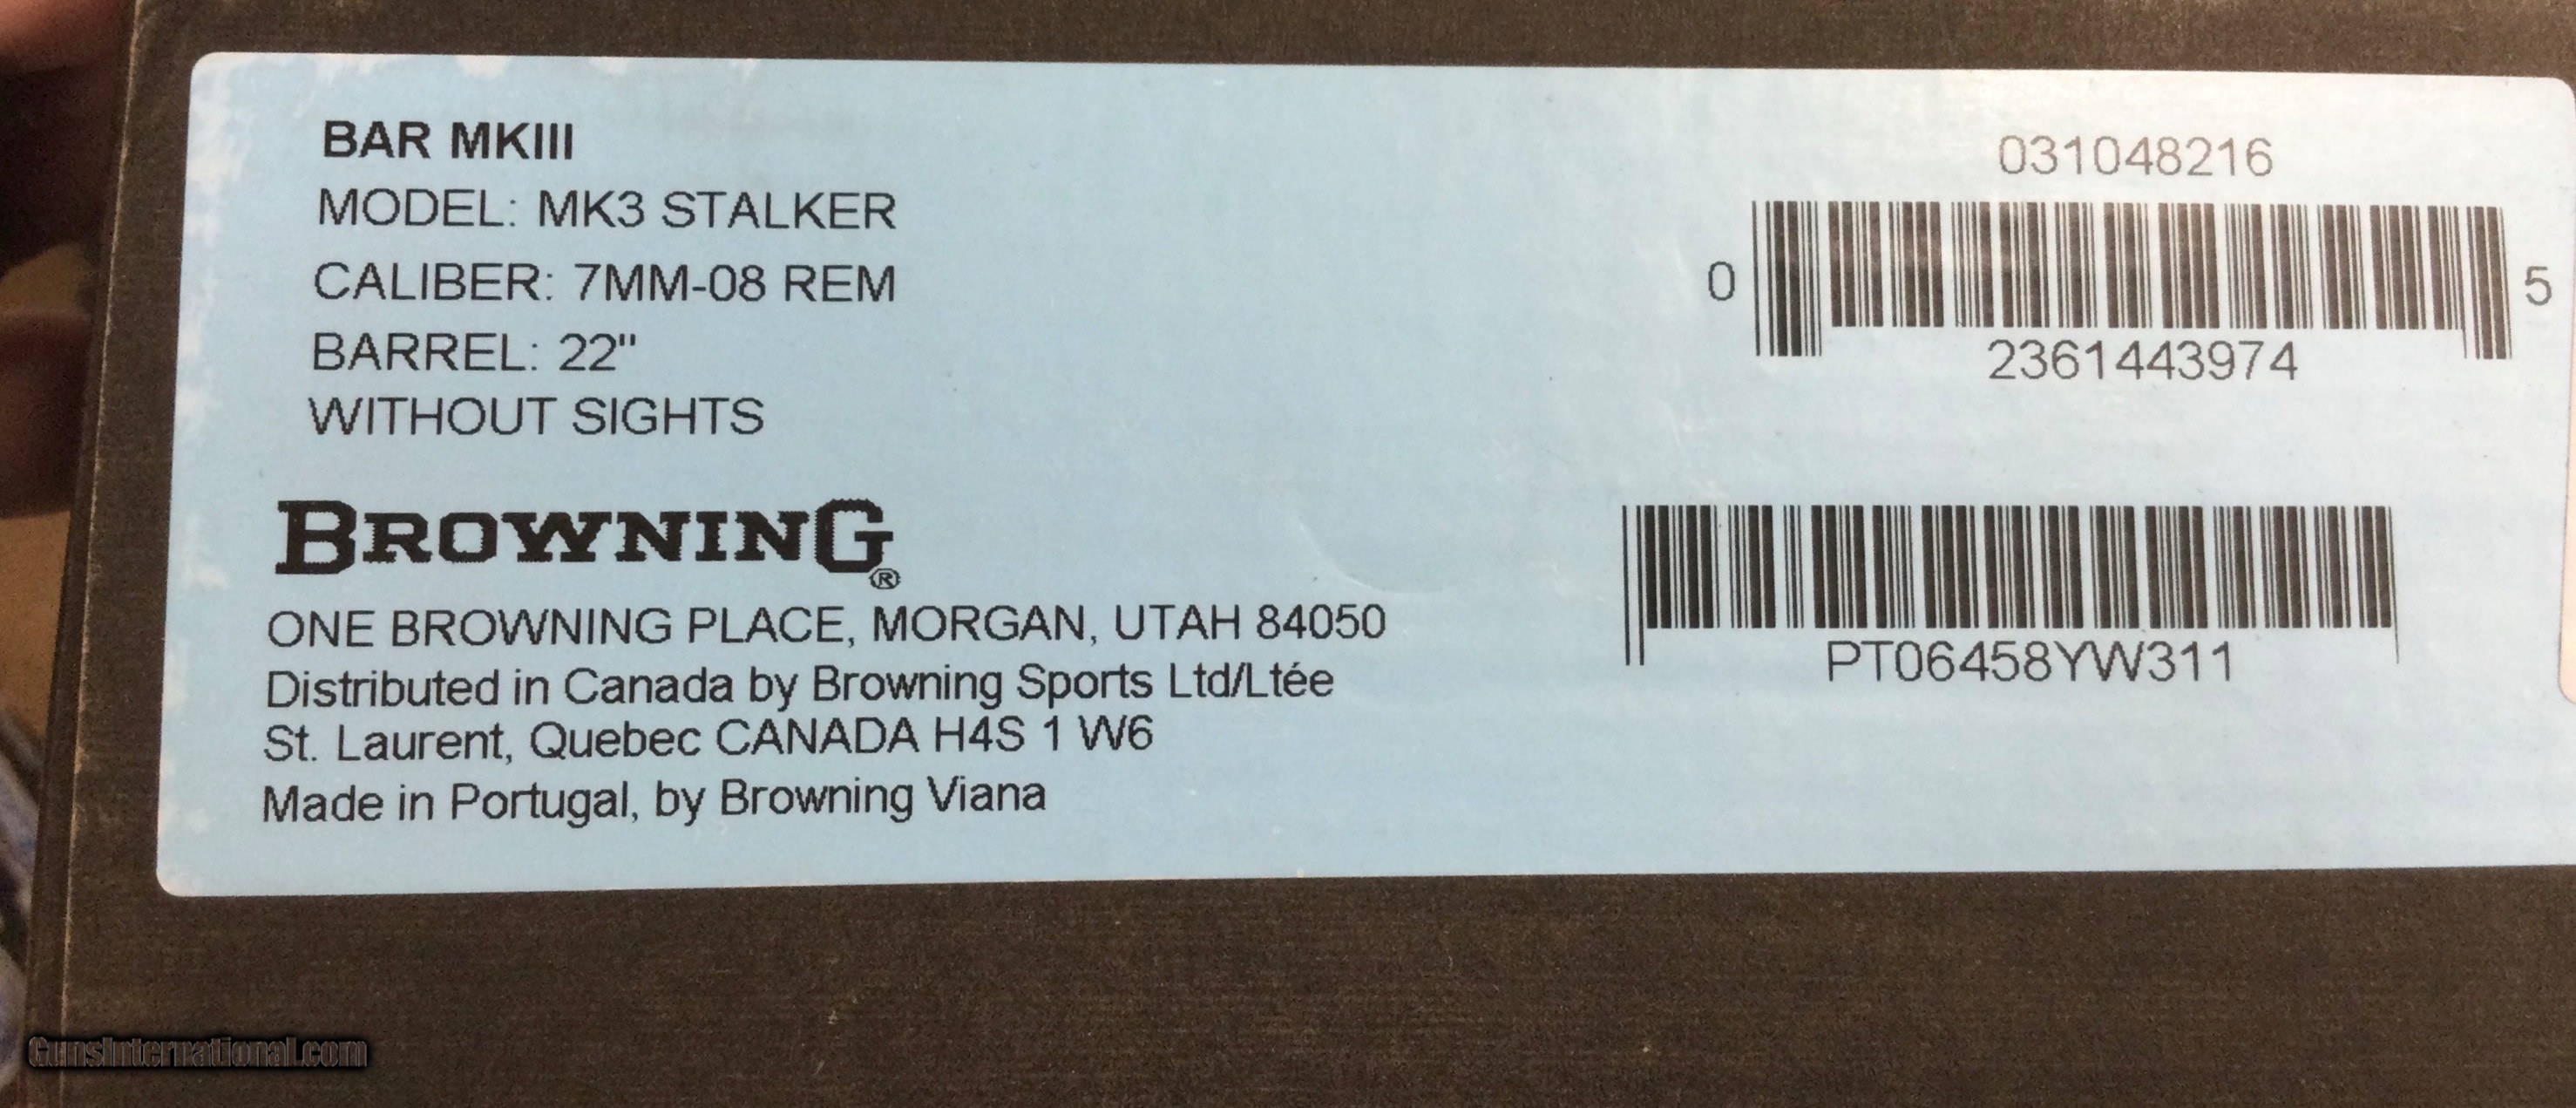 BAR MKIII
MODEL: MK3 STALKER
CALIBER: 7MM-08 REM
BARREL: 22"
WITHOUT SIGHTS
BROWNING®
ONE BROWNING PLACE, MORGAN, UTAH 84050
Distributed in Canada by Browning Sports Ltd/Ltée
St. Laurent, Quebec CANADA H4S 1 W6
Made in Portugal, by Browning Viana
031048216
0 5
2361443974
PT06458YW311
GunsInternational.com